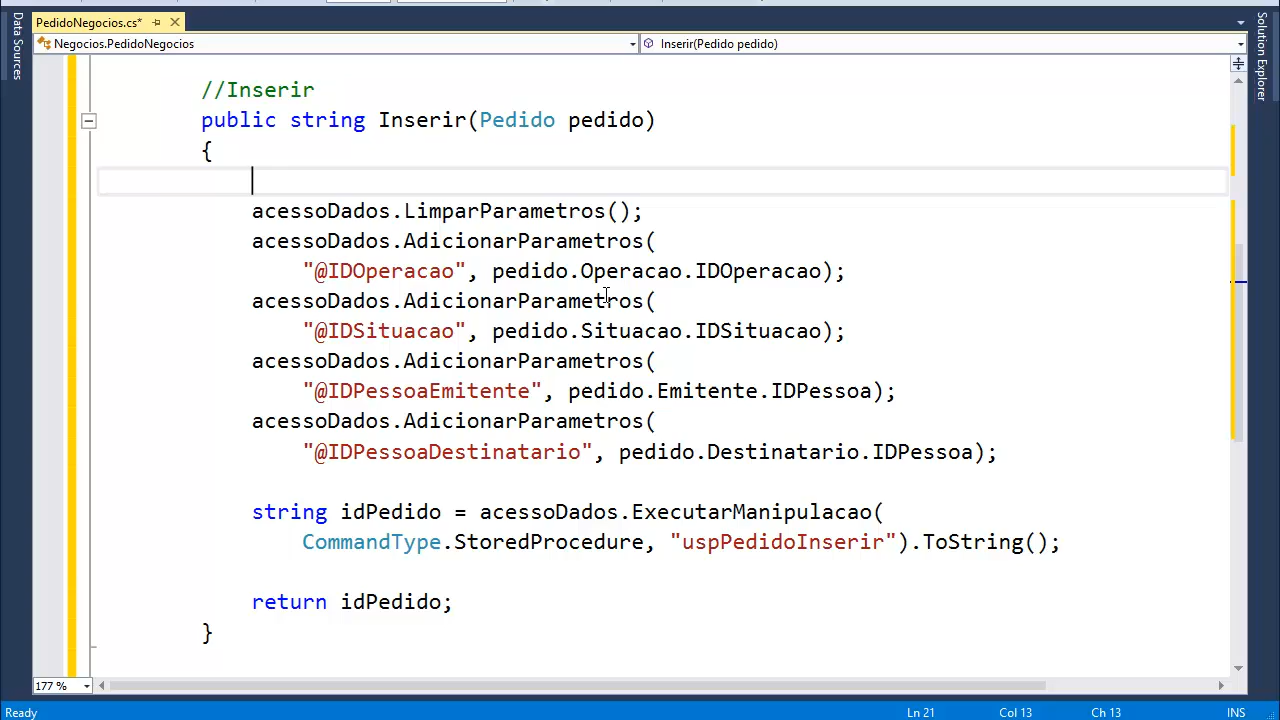 PedidoNegocios.cs*
Data Sources
Solution Explorer
Negocios.PedidoNegocios
Inserir(Pedido pedido)
//Inserir
public string Inserir(Pedido pedido)
{
acessoDados.LimparParametros();
acessoDados.AdicionarParametros(
"@IDOperacao", pedido.Operacao.IDOperacao);
acessoDados.AdicionarParametros(
"@IDSituacao", pedido.Situacao.IDSituacao);
acessoDados.AdicionarParametros(
"@IDPessoaEmitente", pedido.Emitente.IDPessoa);
acessoDados.AdicionarParametros(
"@IDPessoaDestinatario", pedido.Destinatario.IDPessoa);
string idPedido = acessoDados.ExecutarManipulacao(
CommandType.StoredProcedure, "uspPedidoInserir").ToString();
return idPedido;
}
177 %
Ready
Ln 21
Col 13
Ch 13
INS